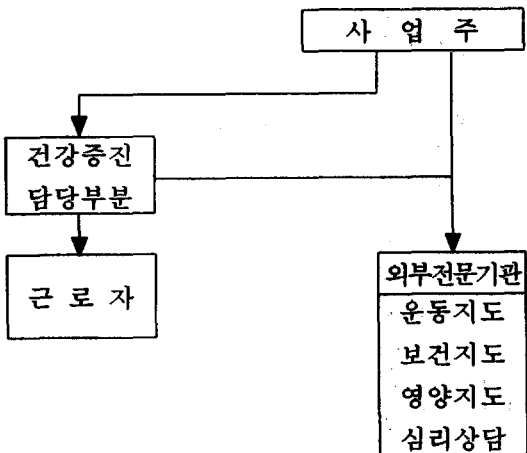 사 업 주
건강증진
담당부분
근 로 자
외부전문기관
운동지도
보건지도
영양지도
심리상담